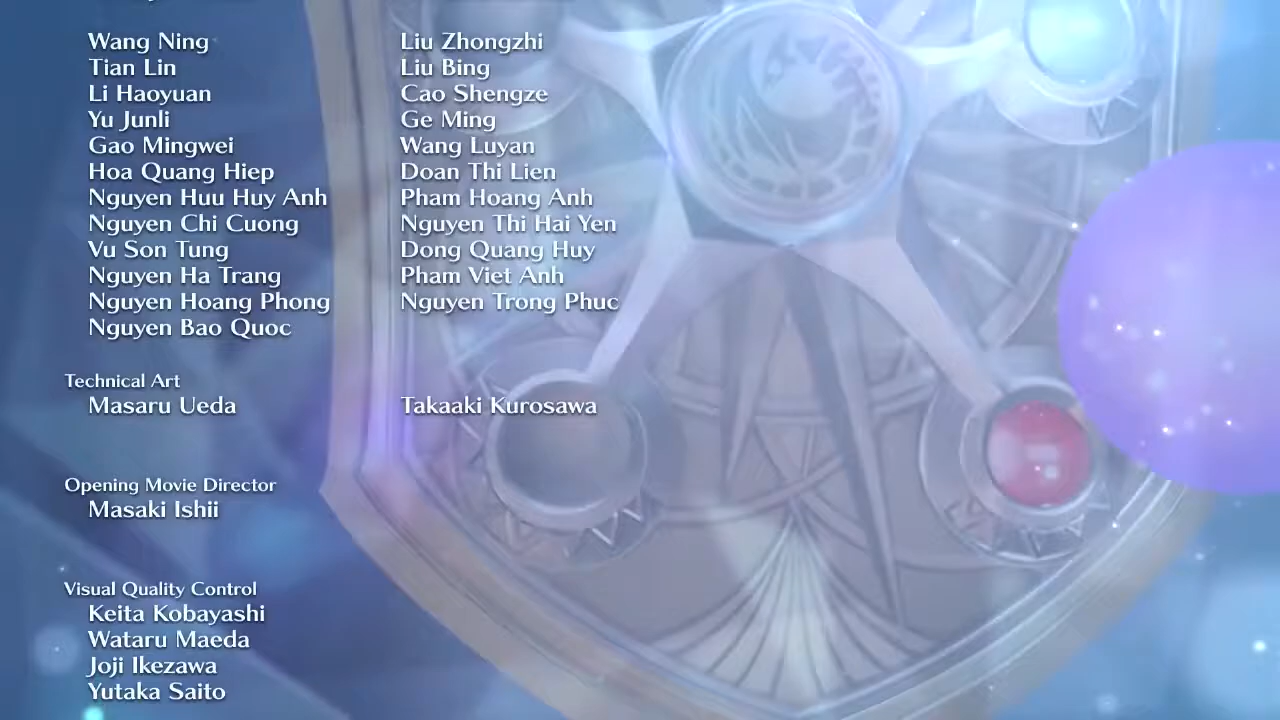 Wang Ning Liu Zhongzhi
Tian Lin Liu Bing
Li Haoyuan Cao Shengze
Yu Junli Ge Ming
Gao Mingwei Wang Luyan
Hoa Quang Hiep Doan Thi Lien
Nguyen Huu Huy Anh Pham Hoang Anh
Nguyen Chi Cuong Nguyen Thi Hai Yen
Vu Son Tung Dong Quang Huy
Nguyen Ha Trang Pham Viet Anh
Nguyen Hoang Phong Nguyen Trong Phuc
Nguyen Bao Quoc
Technical Art
Masaru Ueda Takaaki Kurosawa
Opening Movie Director
Masaki Ishii
Visual Quality Control
Keita Kobayashi
Wataru Maeda
Joji Ikezawa
Yutaka Saito